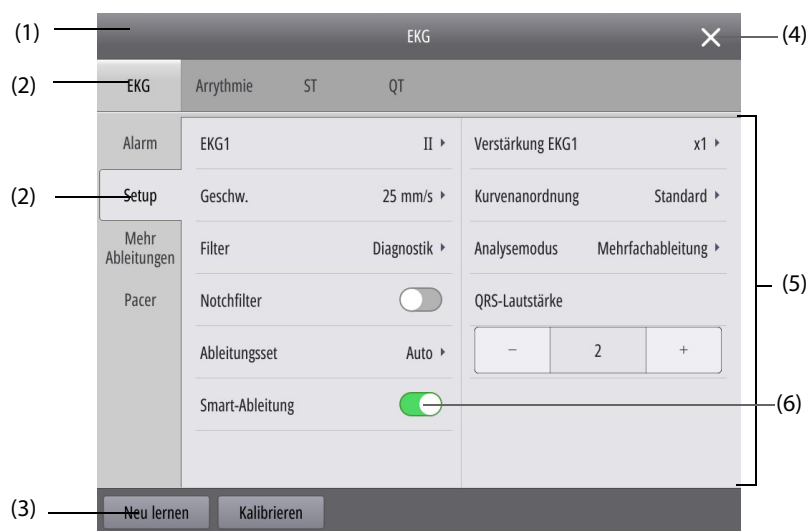 (1) EKG (4)
(2) EKG Arrythmie ST QT
Alarm EKG1 II Verstärkung EKG1 x1
(2) Setup Geschw. 25 mm/s Kurvenanordnung Standard
Mehr Ableitungen Filter Diagnostik Analysemodus Mehrfachableitung
(5)
Pacer Notchfilter QRS-Lautstärke
Ableitungsset Auto − 2 +
Smart-Ableitung (6)
(3) Neu lernen Kalibrieren